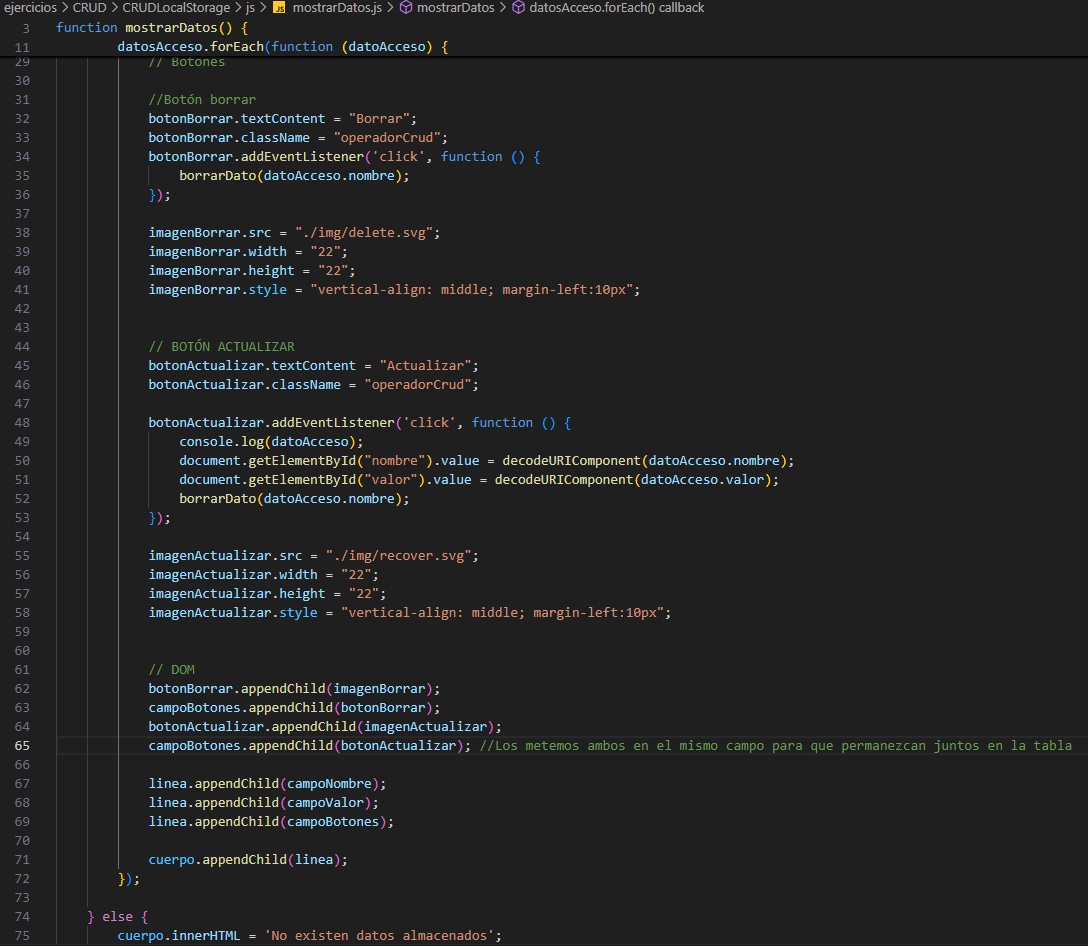 ejercicios > CRUD > CRUDLocalStorage > js > JS mostrarDatos.js > mostrarDatos > datosAcceso.forEach() callback
3 function mostrarDatos() {
11 datosAcceso.forEach(function (datoAcceso) {
29 // Botones
30
31 //Botón borrar
32 botonBorrar.textContent = "Borrar";
33 botonBorrar.className = "operadorCrud";
34 botonBorrar.addEventListener('click', function () {
35 borrarDato(datoAcceso.nombre);
36 });
37
38 imagenBorrar.src = "./img/delete.svg";
39 imagenBorrar.width = "22";
40 imagenBorrar.height = "22";
41 imagenBorrar.style = "vertical-align: middle; margin-left:10px";
42
43
44 // BOTÓN ACTUALIZAR
45 botonActualizar.textContent = "Actualizar";
46 botonActualizar.className = "operadorCrud";
47
48 botonActualizar.addEventListener('click', function () {
49 console.log(datoAcceso);
50 document.getElementById("nombre").value = decodeURIComponent(datoAcceso.nombre);
51 document.getElementById("valor").value = decodeURIComponent(datoAcceso.valor);
52 borrarDato(datoAcceso.nombre);
53 });
54
55 imagenActualizar.src = "./img/recover.svg";
56 imagenActualizar.width = "22";
57 imagenActualizar.height = "22";
58 imagenActualizar.style = "vertical-align: middle; margin-left:10px";
59
60
61 // DOM
62 botonBorrar.appendChild(imagenBorrar);
63 campoBotones.appendChild(botonBorrar);
64 botonActualizar.appendChild(imagenActualizar);
65 campoBotones.appendChild(botonActualizar); //Los metemos ambos en el mismo campo para que permanezcan juntos en la tabla
66
67 linea.appendChild(campoNombre);
68 linea.appendChild(campoValor);
69 linea.appendChild(campoBotones);
70
71 cuerpo.appendChild(linea);
72 });
73
74 } else {
75 cuerpo.innerHTML = 'No existen datos almacenados';